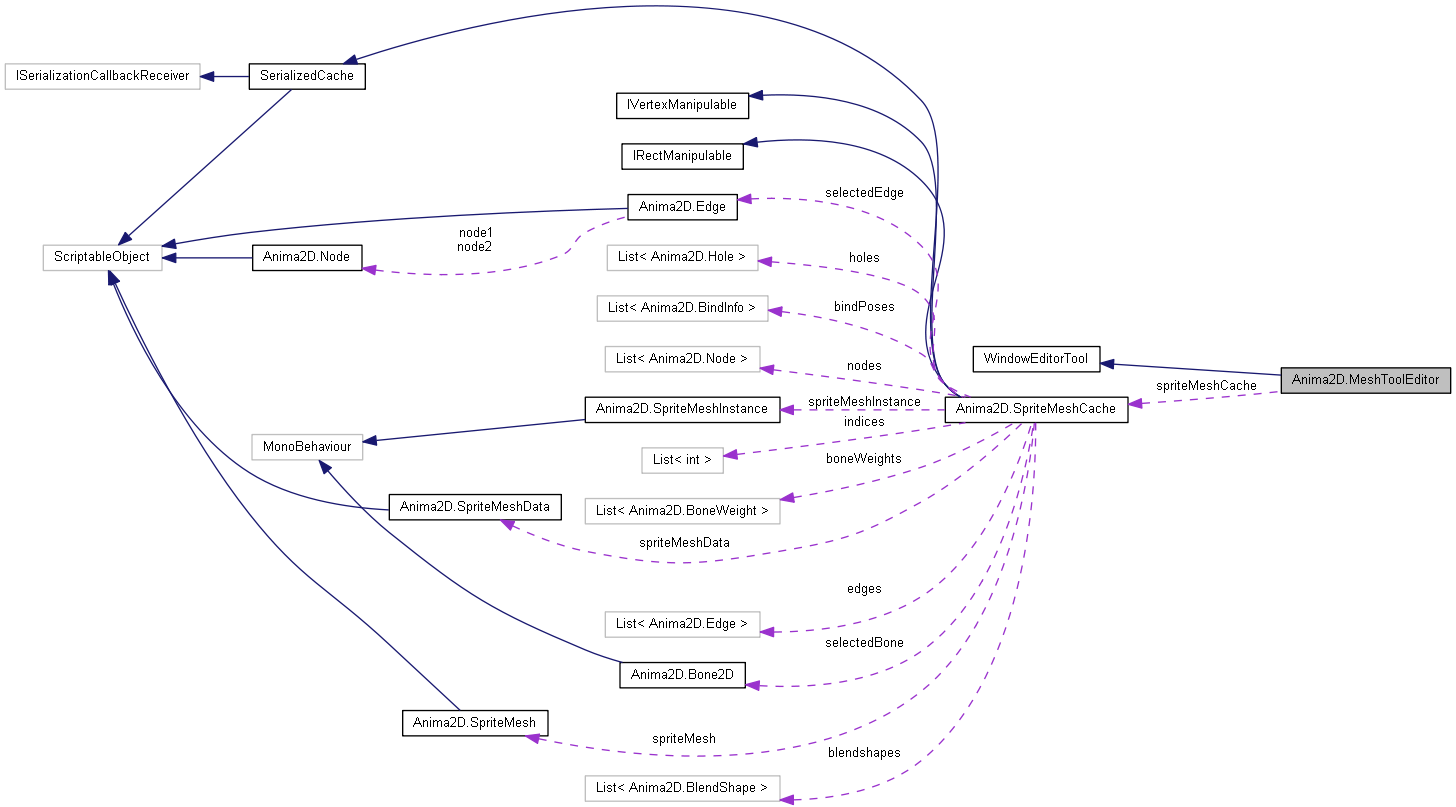 ISerializationCallbackReceiver
SerializedCache
IVertexManipulable
IRectManipulable
Anima2D.Edge
selectedEdge
node1
node2
ScriptableObject
Anima2D.Node
List< Anima2D.Hole >
holes
List< Anima2D.BindInfo >
bindPoses
List< Anima2D.Node >
nodes
WindowEditorTool
Anima2D.MeshToolEditor
spriteMeshCache
Anima2D.SpriteMeshInstance
spriteMeshInstance
Anima2D.SpriteMeshCache
indices
MonoBehaviour
List< int >
boneWeights
Anima2D.SpriteMeshData
List< Anima2D.BoneWeight >
spriteMeshData
edges
List< Anima2D.Edge >
selectedBone
Anima2D.Bone2D
Anima2D.SpriteMesh
spriteMesh
blendshapes
List< Anima2D.BlendShape >